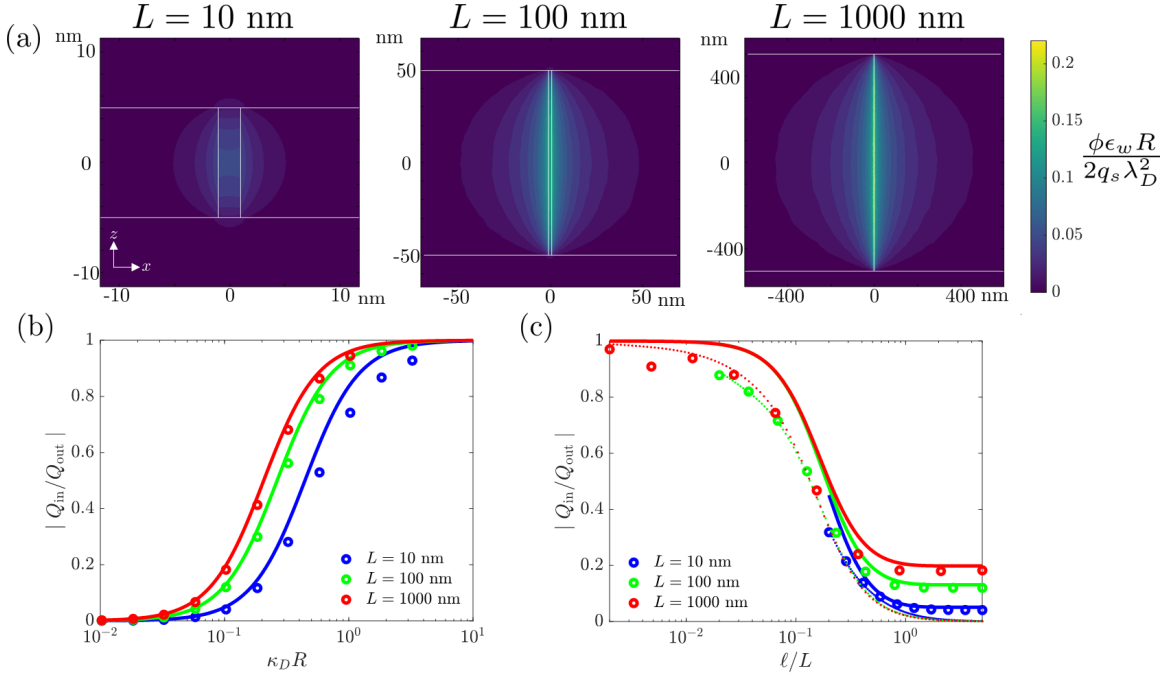 L = 10 nm
L = 100 nm
L = 1000 nm
(a)
nm
10
0
-10
z
x
-10
0
10
nm
nm
50
0
-50
-50
0
50
nm
nm
400
0
-400
-400
0
400
nm
0.2
0.15
0.1
0.05
0
ϕϵ_w R / 2q_s λ_D^2
(b)
| Q_in/Q_out |
1
0.8
0.6
0.4
0.2
0
L = 10 nm
L = 100 nm
L = 1000 nm
10^-2
10^-1
10^0
10^1
κ_D R
(c)
| Q_in/Q_out |
1
0.8
0.6
0.4
0.2
0
L = 10 nm
L = 100 nm
L = 1000 nm
10^-2
10^-1
10^0
ℓ/L